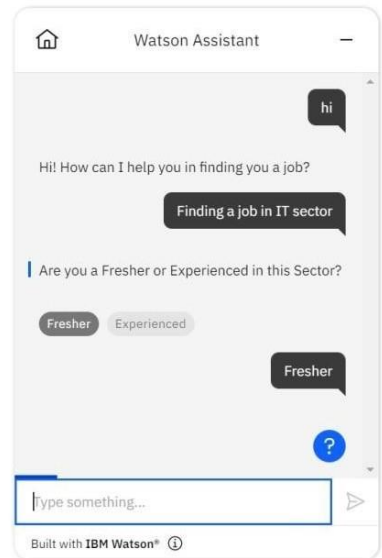 Watson Assistant
hi
Hi! How can I help you in finding you a job?
Finding a job in IT sector
Are you a Fresher or Experienced in this Sector?
Fresher Experienced
Fresher
?
Type something...
Built with IBM Watson®